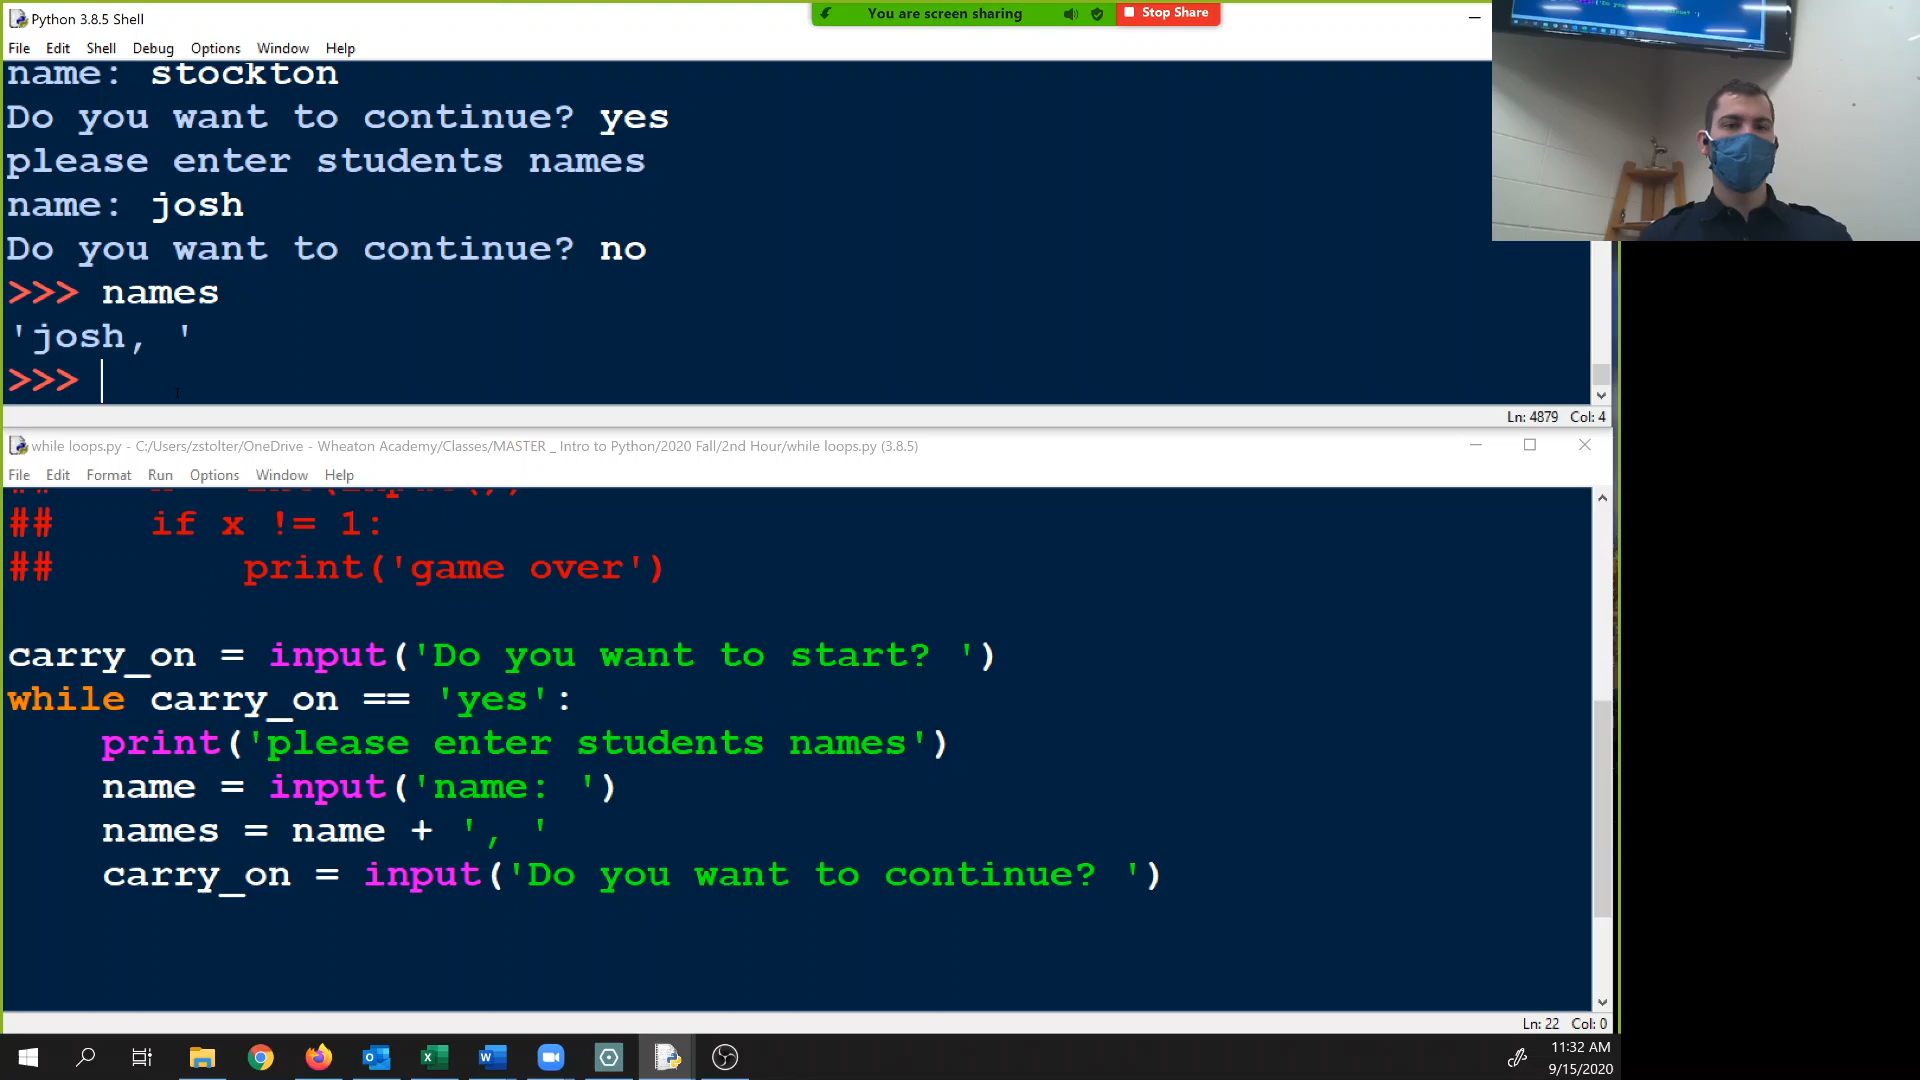 Python 3.8.5 Shell
You are screen sharing
Stop Share
File Edit Shell Debug Options Window Help
name: stockton
Do you want to continue? yes
please enter students names
name: josh
Do you want to continue? no
>>> names
'josh, '
>>>
Ln: 4879 Col: 4
while loops.py - C:/Users/zstolter/OneDrive - Wheaton Academy/Classes/MASTER _ Intro to Python/2020 Fall/2nd Hour/while loops.py (3.8.5)
File Edit Format Run Options Window Help
## if x != 1:
## print('game over')
carry_on = input('Do you want to start? ')
while carry_on == 'yes':
print('please enter students names')
name = input('name: ')
names = name + ', '
carry_on = input('Do you want to continue? ')
Ln: 22 Col: 0
11:32 AM
9/15/2020